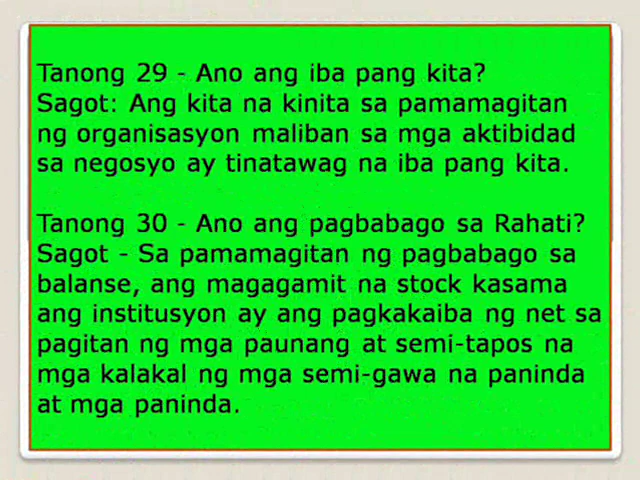 Tanong 29 - Ano ang iba pang kita?
Sagot: Ang kita na kinita sa pamamagitan
ng organisasyon maliban sa mga aktibidad
sa negosyo ay tinatawag na iba pang kita.
Tanong 30 - Ano ang pagbabago sa Rahati?
Sagot - Sa pamamagitan ng pagbabago sa
balanse, ang magagamit na stock kasama
ang institusyon ay ang pagkakaiba ng net sa
pagitan ng mga paunang at semi-tapos na
mga kalakal ng mga semi-gawa na paninda
at mga paninda.